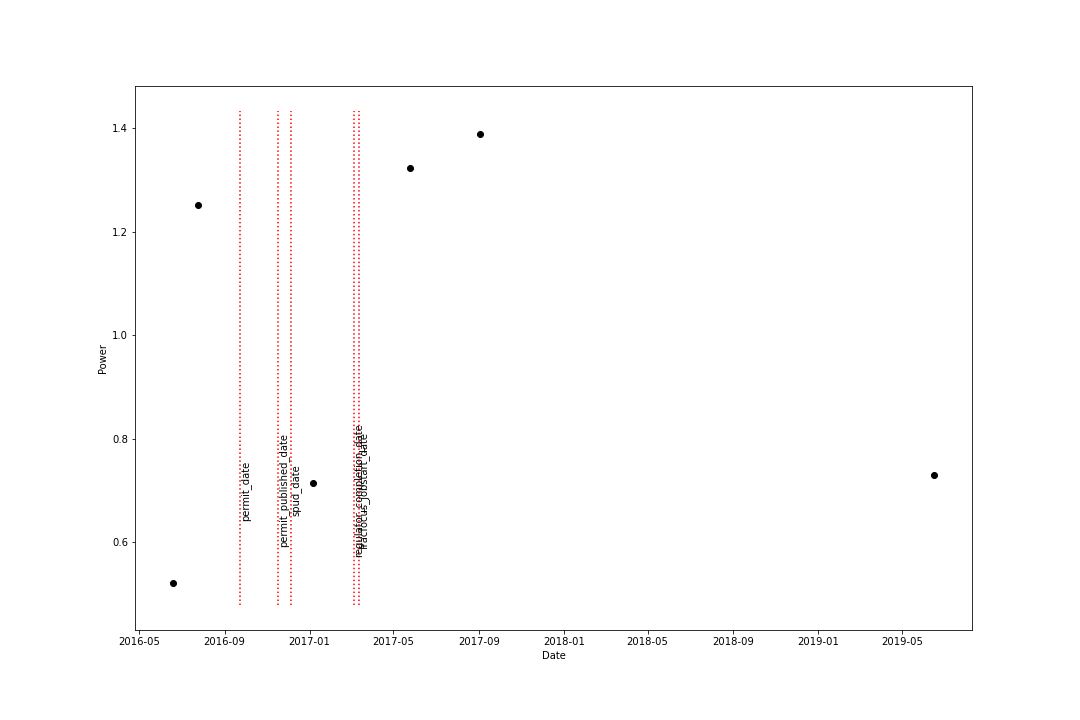 1.4
1.2
1.0
0.8
0.6
Power
permit_date
permit_published_date
spud_date
regulator_completion_date
fracfocus_jobstart_date
2016-05 2016-09 2017-01 2017-05 2017-09 2018-01 2018-05 2018-09 2019-01 2019-05
Date